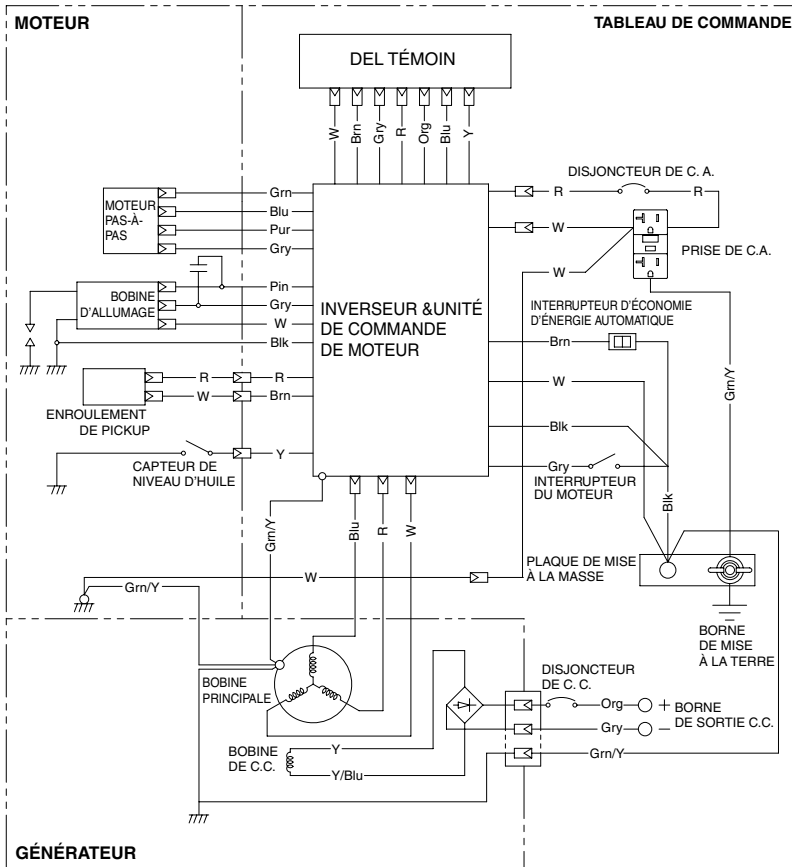 MOTEUR
TABLEAU DE COMMANDE
DEL TÉMOIN
W
Brn
Gry
R
Org
Blu
Y
DISJONCTEUR DE C. A.
R
R
W
PRISE DE C.A.
W
MOTEUR
PAS-À-
PAS
Grn
Blu
Pur
Gry
BOBINE
D'ALLUMAGE
Pin
Gry
W
Blk
INVERSEUR &UNITÉ
DE COMMANDE
DE MOTEUR
INTERRUPTEUR D'ÉCONOMIE
D'ÉNERGIE AUTOMATIQUE
Brn
W
Grn/Y
Blk
Gry
INTERRUPTEUR
DU MOTEUR
Blk
R
R
W
Brn
ENROULEMENT
DE PICKUP
Y
CAPTEUR DE
NIVEAU D'HUILE
Grn/Y
Blu
R
W
W
Grn/Y
PLAQUE DE MISE
À LA MASSE
BORNE
DE MISE
À LA TERRE
BOBINE
PRINCIPALE
DISJONCTEUR
DE C. C.
Org
+
BORNE
DE SORTIE C.C.
Gry
–
Grn/Y
BOBINE
DE C.C.
Y
Y/Blu
GÉNÉRATEUR